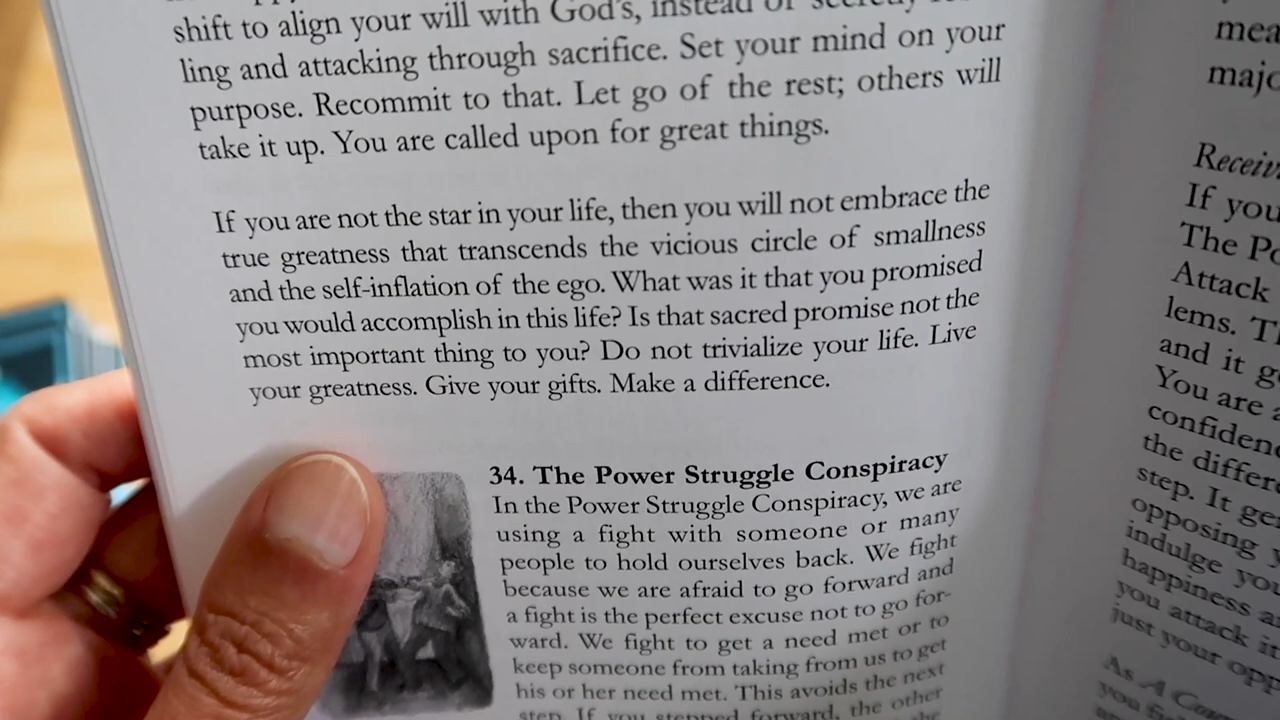 shift to align your will with God's, instead of
ling and attacking through sacrifice. Set your mind on your
purpose. Recommit to that. Let go of the rest; others will
take it up. You are called upon for great things.
If you are not the star in your life, then you will not embrace the
true greatness that transcends the vicious circle of smallness
and the self-inflation of the ego. What was it that you promised
you would accomplish in this life? Is that sacred promise not the
most important thing to you? Do not trivialize your life. Live
your greatness. Give your gifts. Make a difference.
34. The Power Struggle Conspiracy
In the Power Struggle Conspiracy, we are
using a fight with someone or many
people to hold ourselves back. We fight
because we are afraid to go forward and
a fight is the perfect excuse not to go for-
ward. We fight to get a need met or to
keep someone from taking from us to get
his or her need met. This avoids the next
step. If you stepped forward, the other
If you
The
Attack
lems.
and it
You are
the
step. It
opposing
indulge
happiness
you attack it
just your
As A